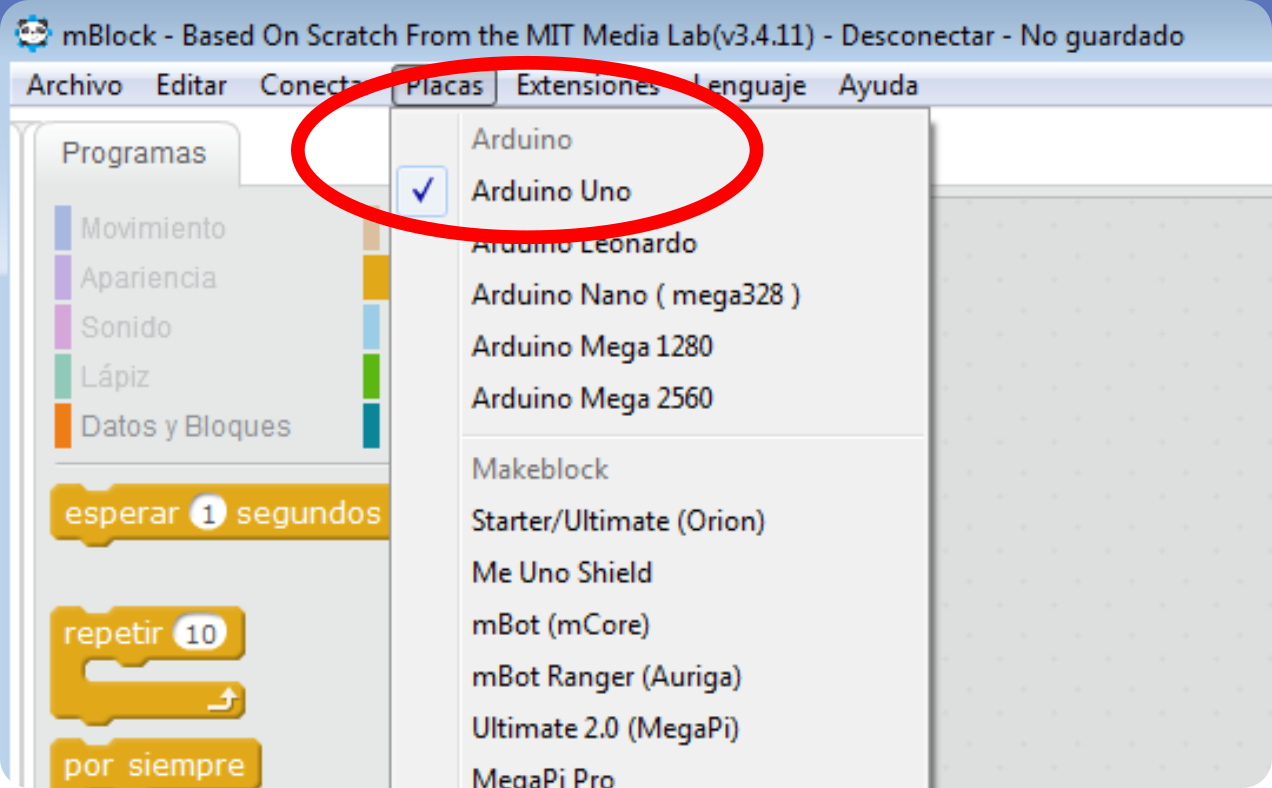 mBlock - Based On Scratch From the MIT Media Lab(v3.4.11) - Desconectar - No guardado
Archivo Editar Conecta Placas Extensiones Lenguaje Ayuda
Programas
Movimiento
Apariencia
Sonido
Lápiz
Datos y Bloques
esperar 1 segundos
repetir 10
por siempre
Arduino
Arduino Uno
Arduino Leonardo
Arduino Nano ( mega328 )
Arduino Mega 1280
Arduino Mega 2560
Makeblock
Starter/Ultimate (Orion)
Me Uno Shield
mBot (mCore)
mBot Ranger (Auriga)
Ultimate 2.0 (MegaPi)
MegaPi Pro